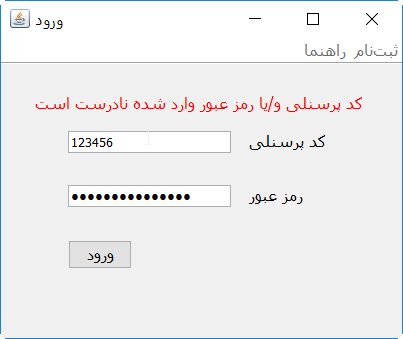 ورود
ثبت‌نام راهنما
کد پرسنلی و/یا رمز عبور وارد شده نادرست است
کد پرسنلی
123456
رمز عبور
●●●●●●●●●●●●●●●
ورود